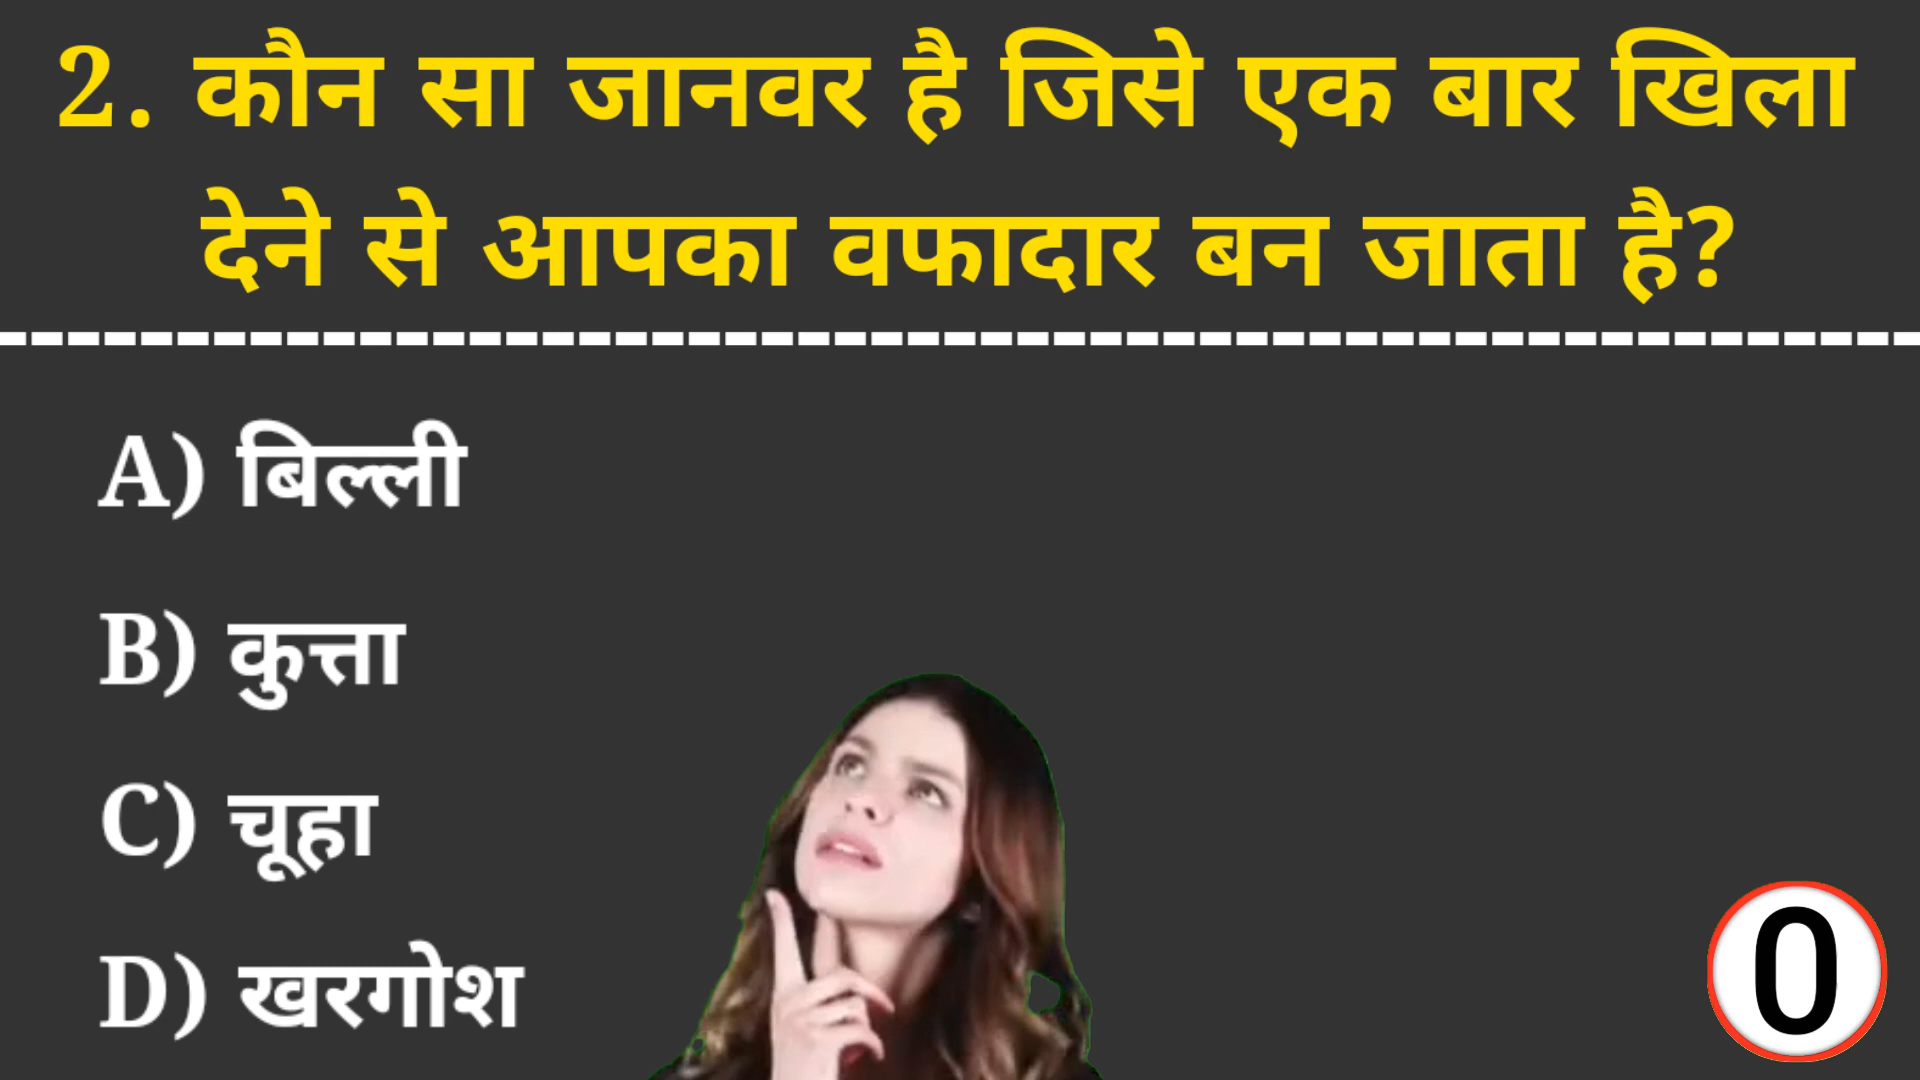 2. कौन सा जानवर है जिसे एक बार खिला
देने से आपका वफादार बन जाता है?
A) बिल्ली
B) कुत्ता
C) चूहा
D) खरगोश
0